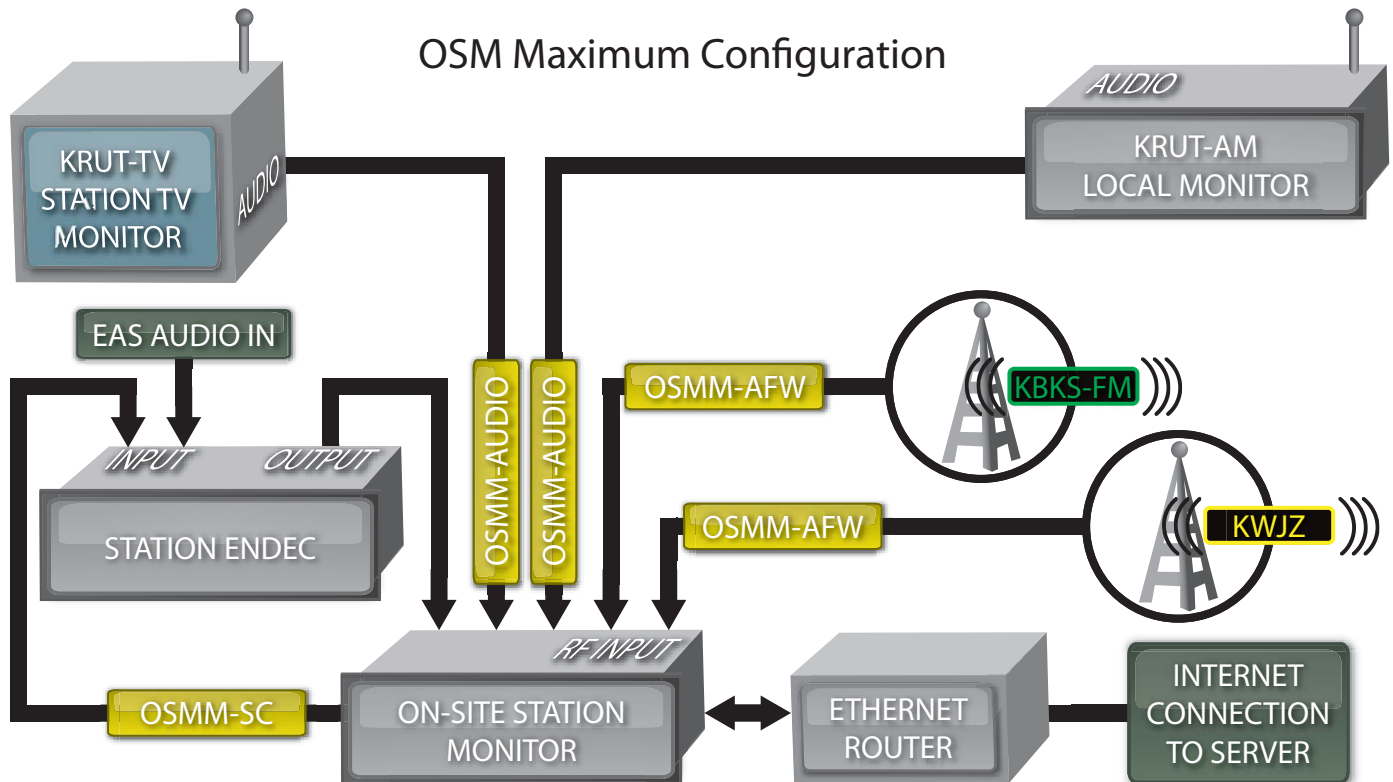 OSM Maximum Configuration
AUDIO
KRUT-TV
STATION TV
MONITOR
AUDIO
KRUT-AM
LOCAL MONITOR
EAS AUDIO IN
OSMM-AUDIO
OSMM-AUDIO
OSMM-AFW
KBKS-FM
INPUT
OUTPUT
STATION ENDEC
OSMM-AFW
KWJZ
RF INPUT
OSMM-SC
ON-SITE STATION
MONITOR
ETHERNET
ROUTER
INTERNET
CONNECTION
TO SERVER